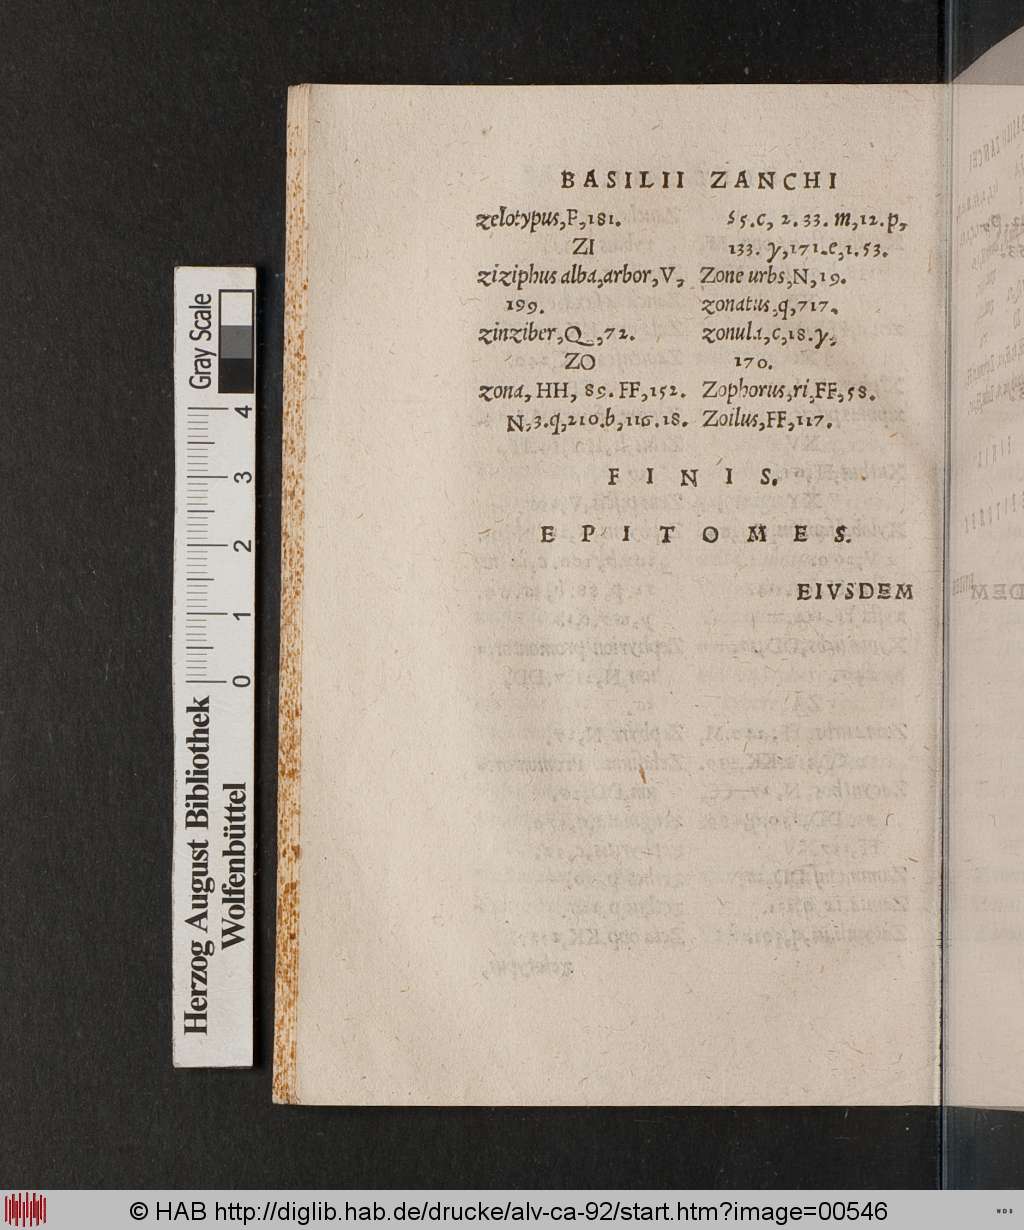 BASILII ZANCHI
zelotypus, F, 181.
ZI
ziziphus alba, arbor, V,
199.
zinziber, Q, 72.
ZO
zona, HH, 89. FF, 152.
N, 3. q, 210. b, 116. 18.
55. c, 2. 33. m, 12. p,
133. y, 171. e, 1. 53.
Zone urbs, N, 19.
zonatus, q, 717.
zonula, c, 18. y,
170.
Zophorus, ri, FF, 58.
Zoilus, FF, 117.
FINIS.
EPITOMES.
EIVSDEM
Gray Scale
4
3
2
1
0
Herzog August Bibliothek
Wolfenbüttel
© HAB http://diglib.hab.de/drucke/alv-ca-92/start.htm?image=00546